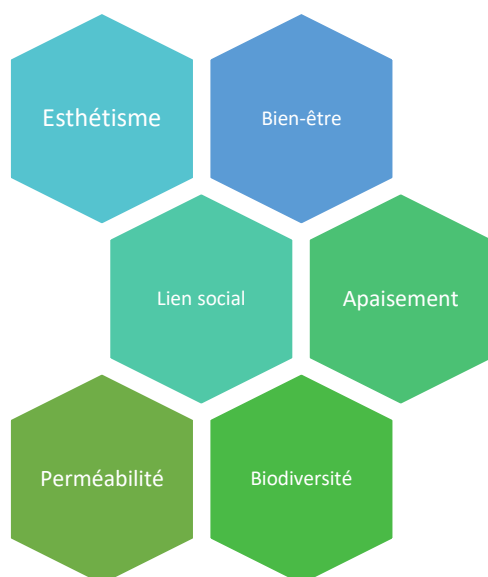 Esthétisme
Bien-être
Lien social
Apaisement
Perméabilité
Biodiversité